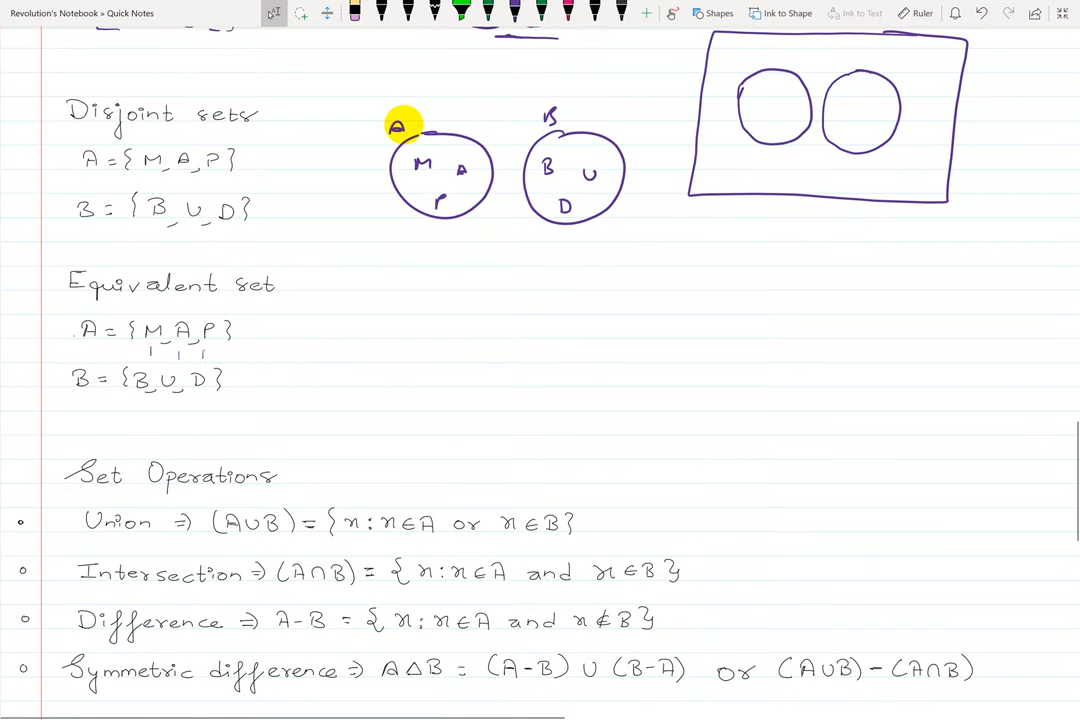 Revolution's Notebook » Quick Notes
Shapes
Ink to Shape
Ink to Text
Ruler
Disjoint sets
A = { M, A, P }
B = { B, U, D }
A
M A
P
B
B U
D
Equivalent set
A = { M, A, P }
B = { B, U, D }
Set Operations
Union ⇒ (A∪B) = { x : x ∈ A or x ∈ B }
Intersection ⇒ (A∩B) = { x : x ∈ A and x ∈ B }
Difference ⇒ A-B = { x : x ∈ A and x ∉ B }
Symmetric difference ⇒ A △ B = (A-B) ∪ (B-A) or (A∪B) - (A∩B)